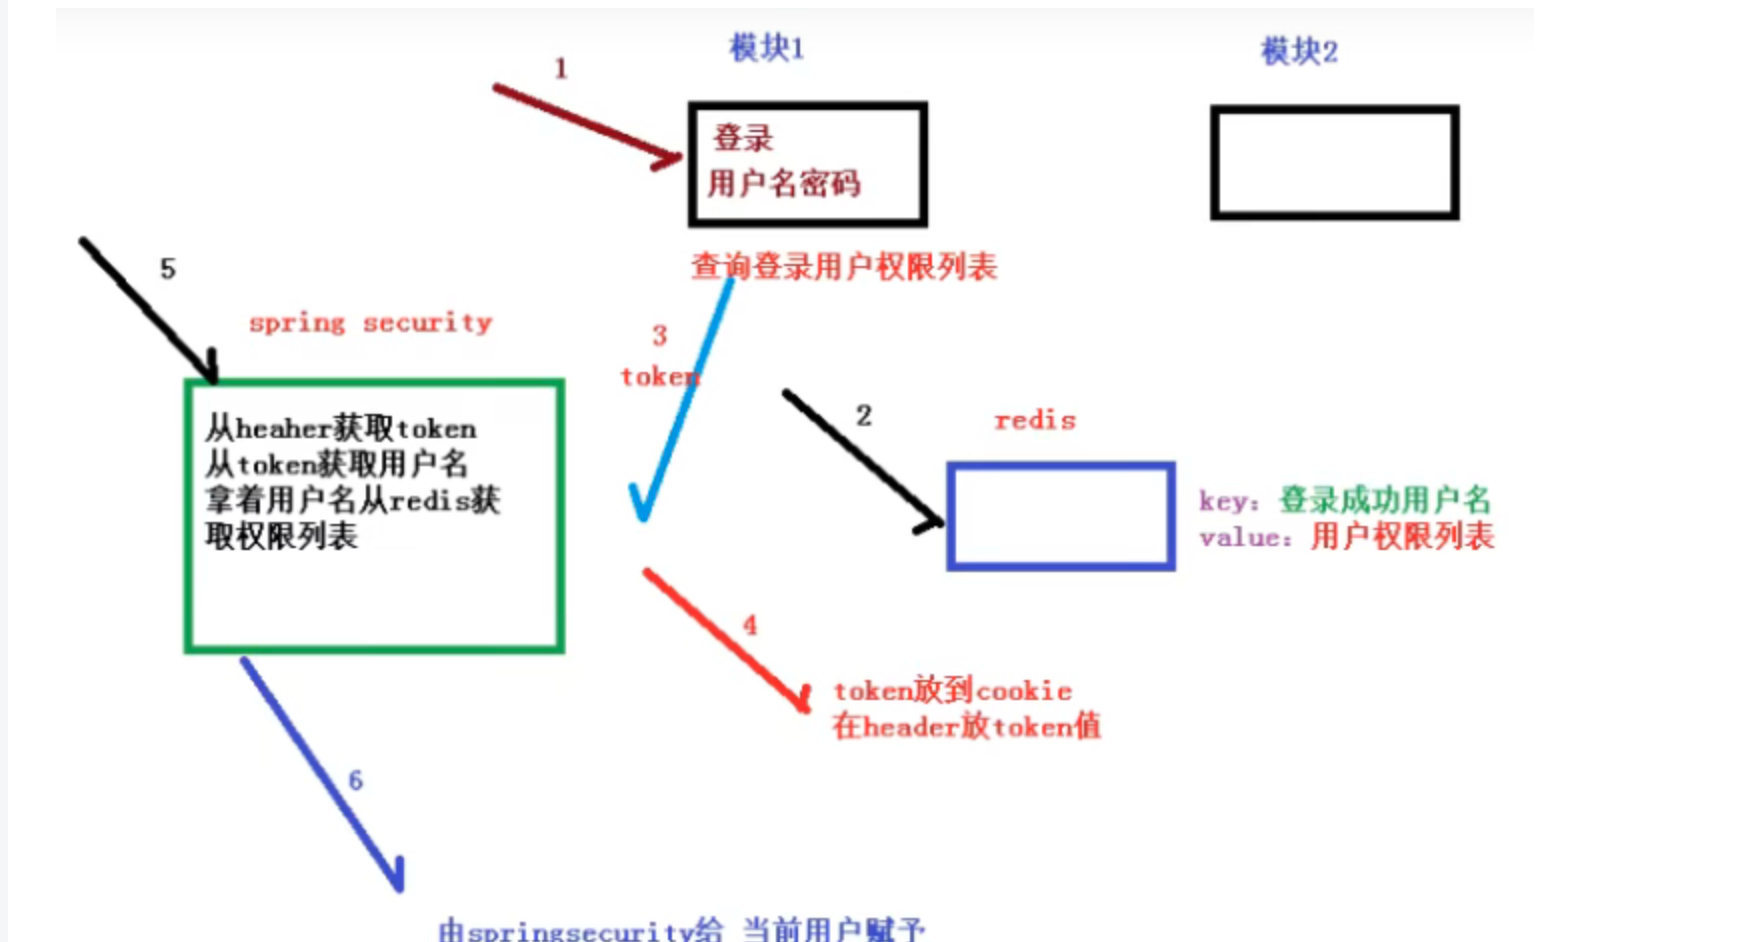 模块1
模块2
1
登录
用户名密码
查询登录用户权限列表
5
spring security
3
token
2
redis
从heaher获取token
从token获取用户名
拿着用户名从redis获
取权限列表
key：登录成功用户名
value：用户权限列表
4
token放到cookie
在header放token值
6
由springsecurity给 当前用户赋予